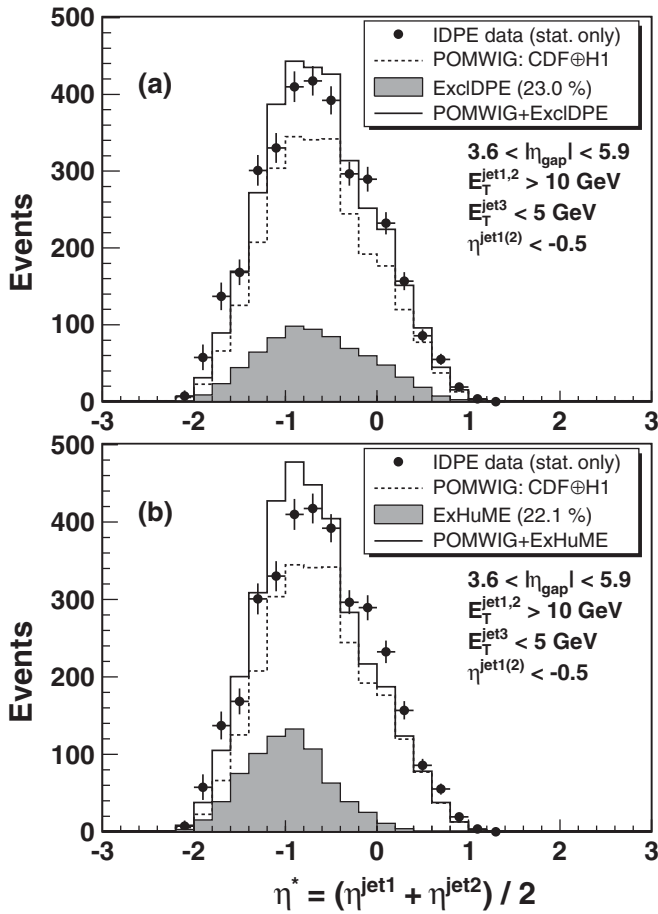 500
400
300
200
100
0
Events
(a)
IDPE data (stat. only)
POMWIG: CDF⊕H1
ExclDPE (23.0 %)
POMWIG+ExclDPE
3.6 < |η_gap| < 5.9
E_T^jet1,2 > 10 GeV
E_T^jet3 < 5 GeV
η^jet1(2) < -0.5
-3 -2 -1 0 1 2 3
500
400
300
200
100
0
Events
(b)
IDPE data (stat. only)
POMWIG: CDF⊕H1
ExHuME (22.1 %)
POMWIG+ExHuME
3.6 < |η_gap| < 5.9
E_T^jet1,2 > 10 GeV
E_T^jet3 < 5 GeV
η^jet1(2) < -0.5
-3 -2 -1 0 1 2 3
η^* = (η^jet1 + η^jet2) / 2